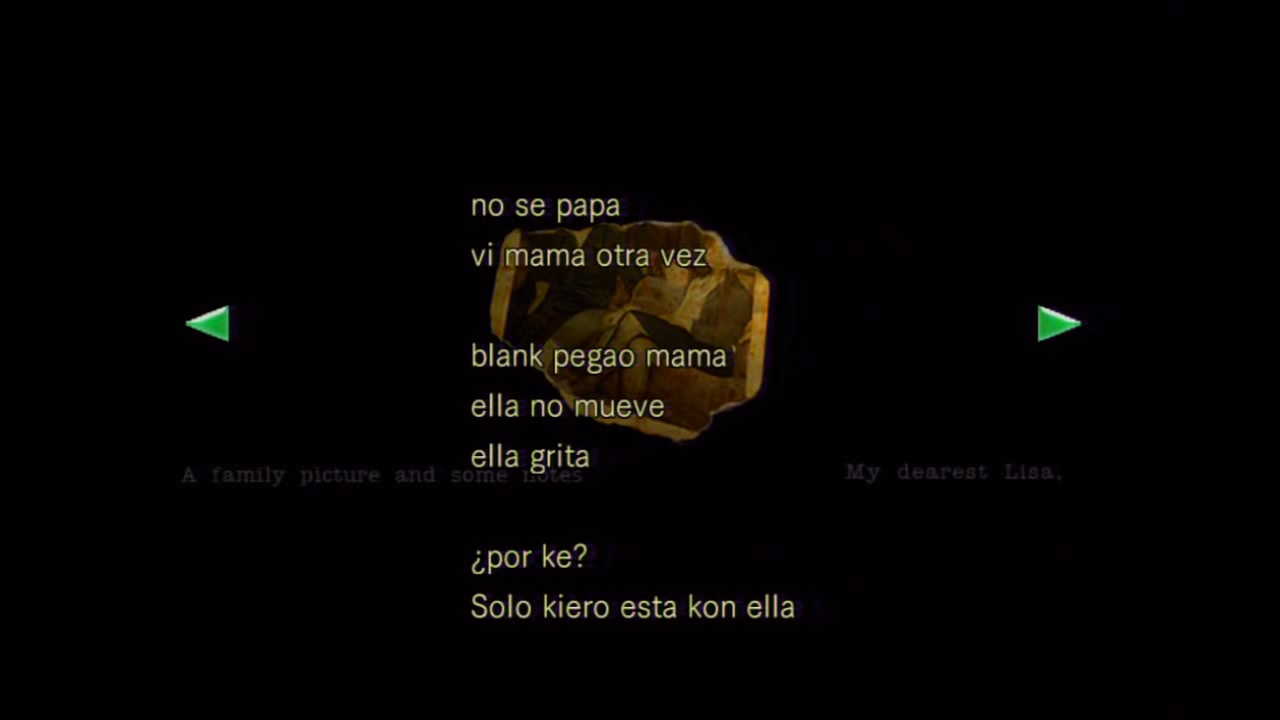 no se papa
vi mama otra vez
blank pegao mama
ella no mueve
ella grita
A family picture and some notes
My dearest Lisa,
¿por ke?
Solo kiero esta kon ella